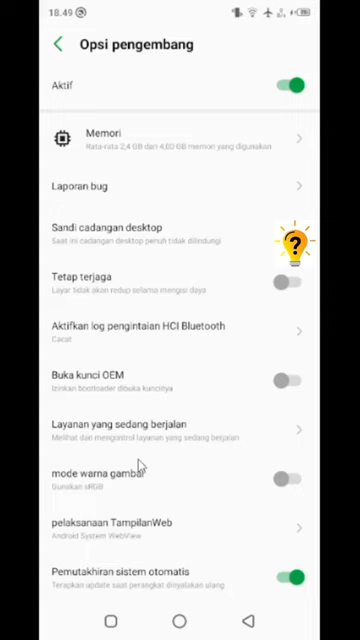 18.49
Opsi pengembang
Aktif
Memori
Rata-rata 2,4 GB dari 4,00 GB memori yang digunakan
Laporan bug
Sandi cadangan desktop
Saat ini cadangan desktop penuh tidak dilindungi
?
Tetap terjaga
Layar tidak akan redup selama mengisi daya
Aktifkan log pengintaian HCI Bluetooth
Cacat
Buka kunci OEM
Izinkan bootloader dibuka kuncinya
Layanan yang sedang berjalan
Melihat dan mengontrol layanan yang sedang berjalan
mode warna gambar
Gunakan sRGB
pelaksanaan TampilanWeb
Android System WebView
Pemutakhiran sistem otomatis
Terapkan update saat perangkat dinyalakan ulang